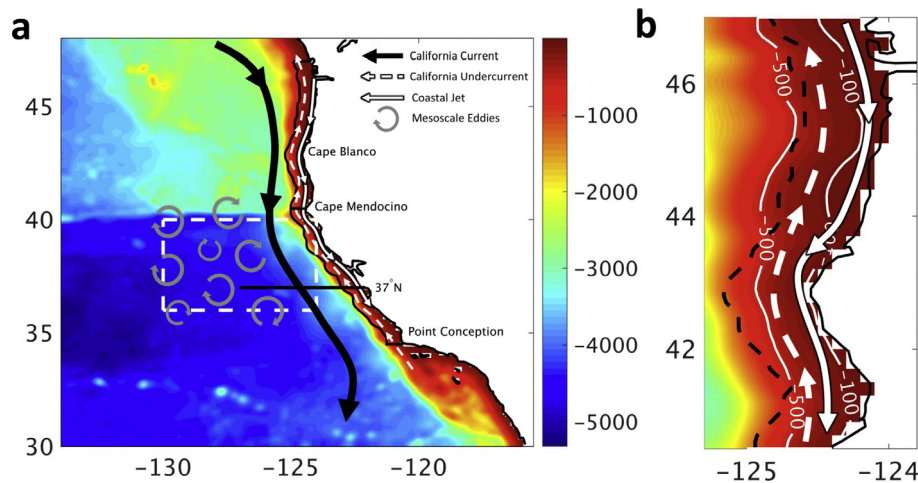 a
b
California Current
California Undercurrent
Coastal Jet
Mesoscale Eddies
Cape Blanco
Cape Mendocino
37°N
Point Conception
45
40
35
30
−130
−125
−120
−1000
−2000
−3000
−4000
−5000
46
44
42
−125
−124
−500
−100
−500
−500
−100